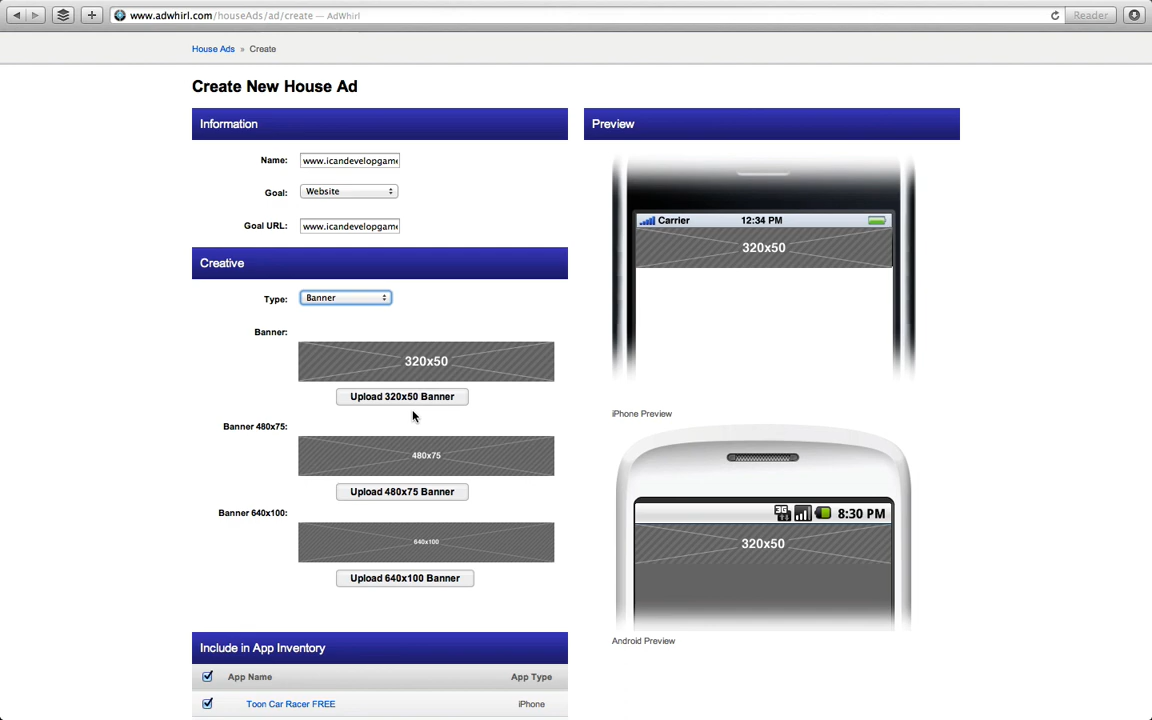 www.adwhirl.com/houseAds/ad/create — AdWhirl
Reader
House Ads » Create
Create New House Ad
Information
Name: www.icandevelopgame
Goal: Website
Goal URL: www.icandevelopgame
Creative
Type: Banner
Banner:
320x50
Upload 320x50 Banner
Banner 480x75:
480x75
Upload 480x75 Banner
Banner 640x100:
640x100
Upload 640x100 Banner
Include in App Inventory
App Name App Type
Toon Car Racer FREE iPhone
Preview
Carrier 12:34 PM
320x50
iPhone Preview
3G 8:30 PM
320x50
Android Preview